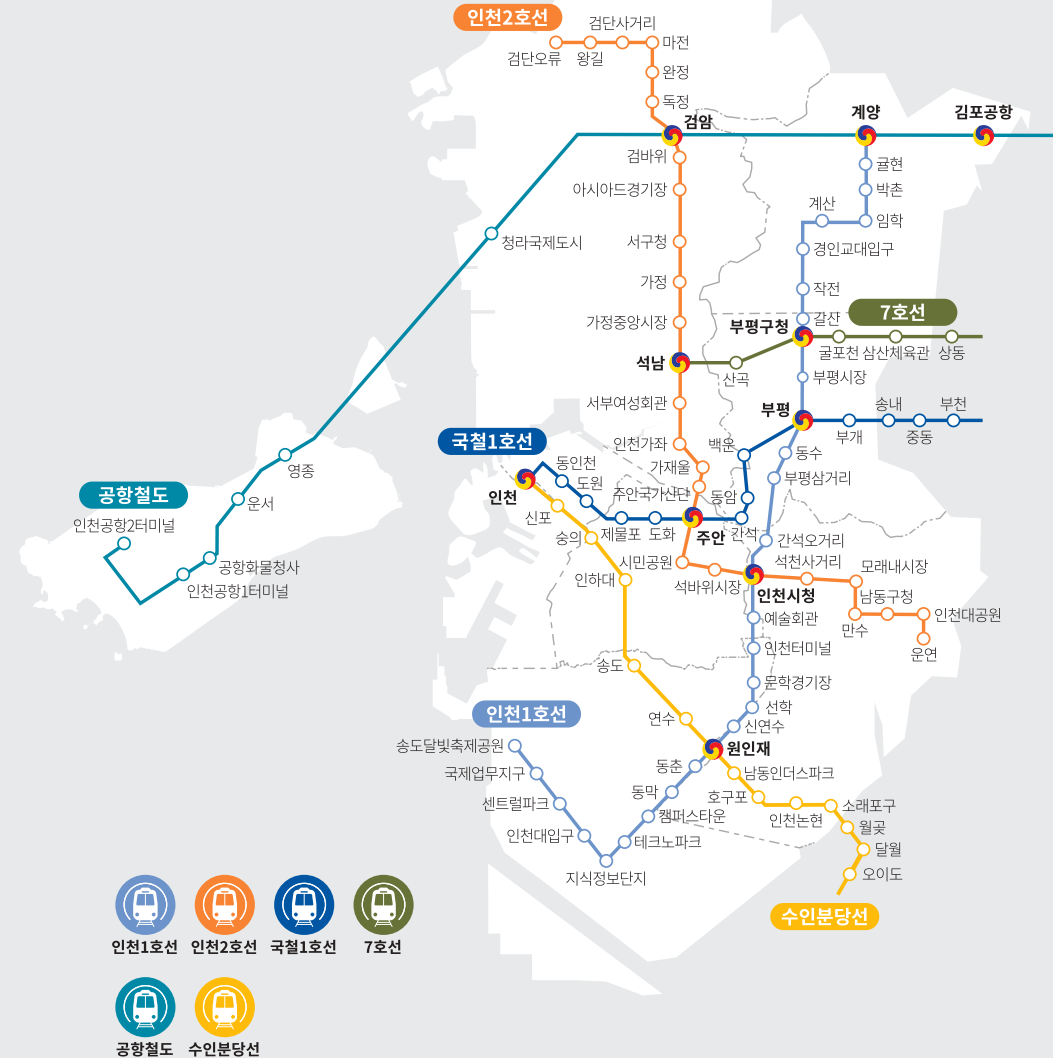 인천2호선
검단사거리
검단오류
왕길
마전
완정
독정
검암
계양
김포공항
검바위
귤현
아시아드경기장
박촌
계산
임학
서구청
청라국제도시
경인교대입구
가정
작전
7호선
가정중앙시장
갈산
부평구청
굴포천
삼산체육관
상동
석남
산곡
부평시장
서부여성회관
부평
송내
부천
부개
중동
국철1호선
인천가좌
백운
동수
영종
동인천
가재울
부평삼거리
공항철도
인천
도원
주안국가산단
동암
운서
신포
제물포
도화
주안
간석
인천공항2터미널
숭의
간석오거리
공항화물청사
시민공원
석천사거리
모래내시장
인하대
석바위시장
인천공항1터미널
인천시청
남동구청
예술회관
만수
인천대공원
인천터미널
운연
송도
문학경기장
인천1호선
연수
선학
신연수
송도달빛축제공원
원인재
국제업무지구
동춘
남동인더스파크
센트럴파크
동막
호구포
소래포구
인천대입구
캠퍼스타운
인천논현
월곶
테크노파크
달월
지식정보단지
오이도
수인분당선
인천1호선
인천2호선
국철1호선
7호선
공항철도
수인분당선